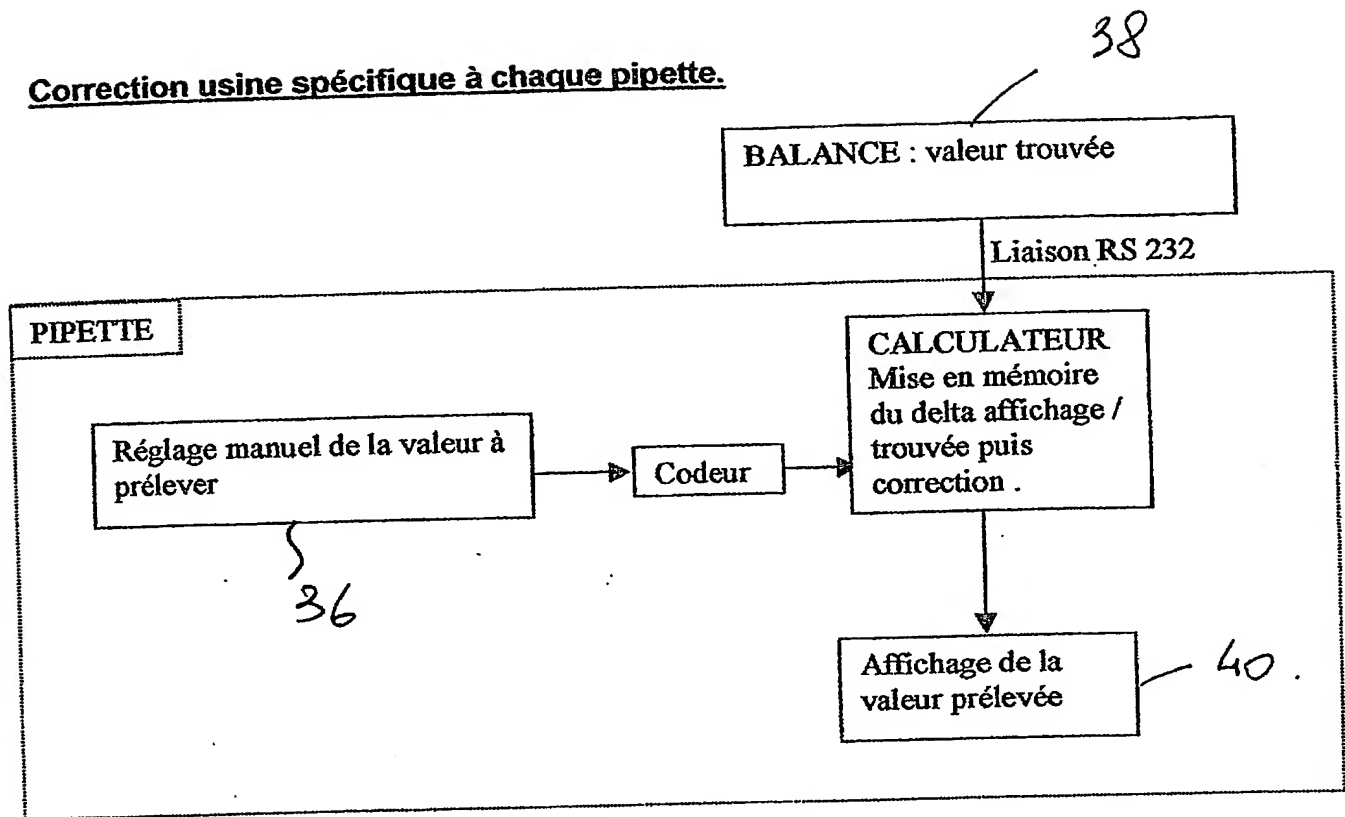 38
Correction usine spécifique à chaque pipette.
BALANCE : valeur trouvée
Liaison RS 232
PIPETTE
CALCULATEUR
Mise en mémoire
du delta affichage /
trouvée puis
correction .
Réglage manuel de la valeur à
prélever
Codeur
36
Affichage de la
valeur prélevée
40.